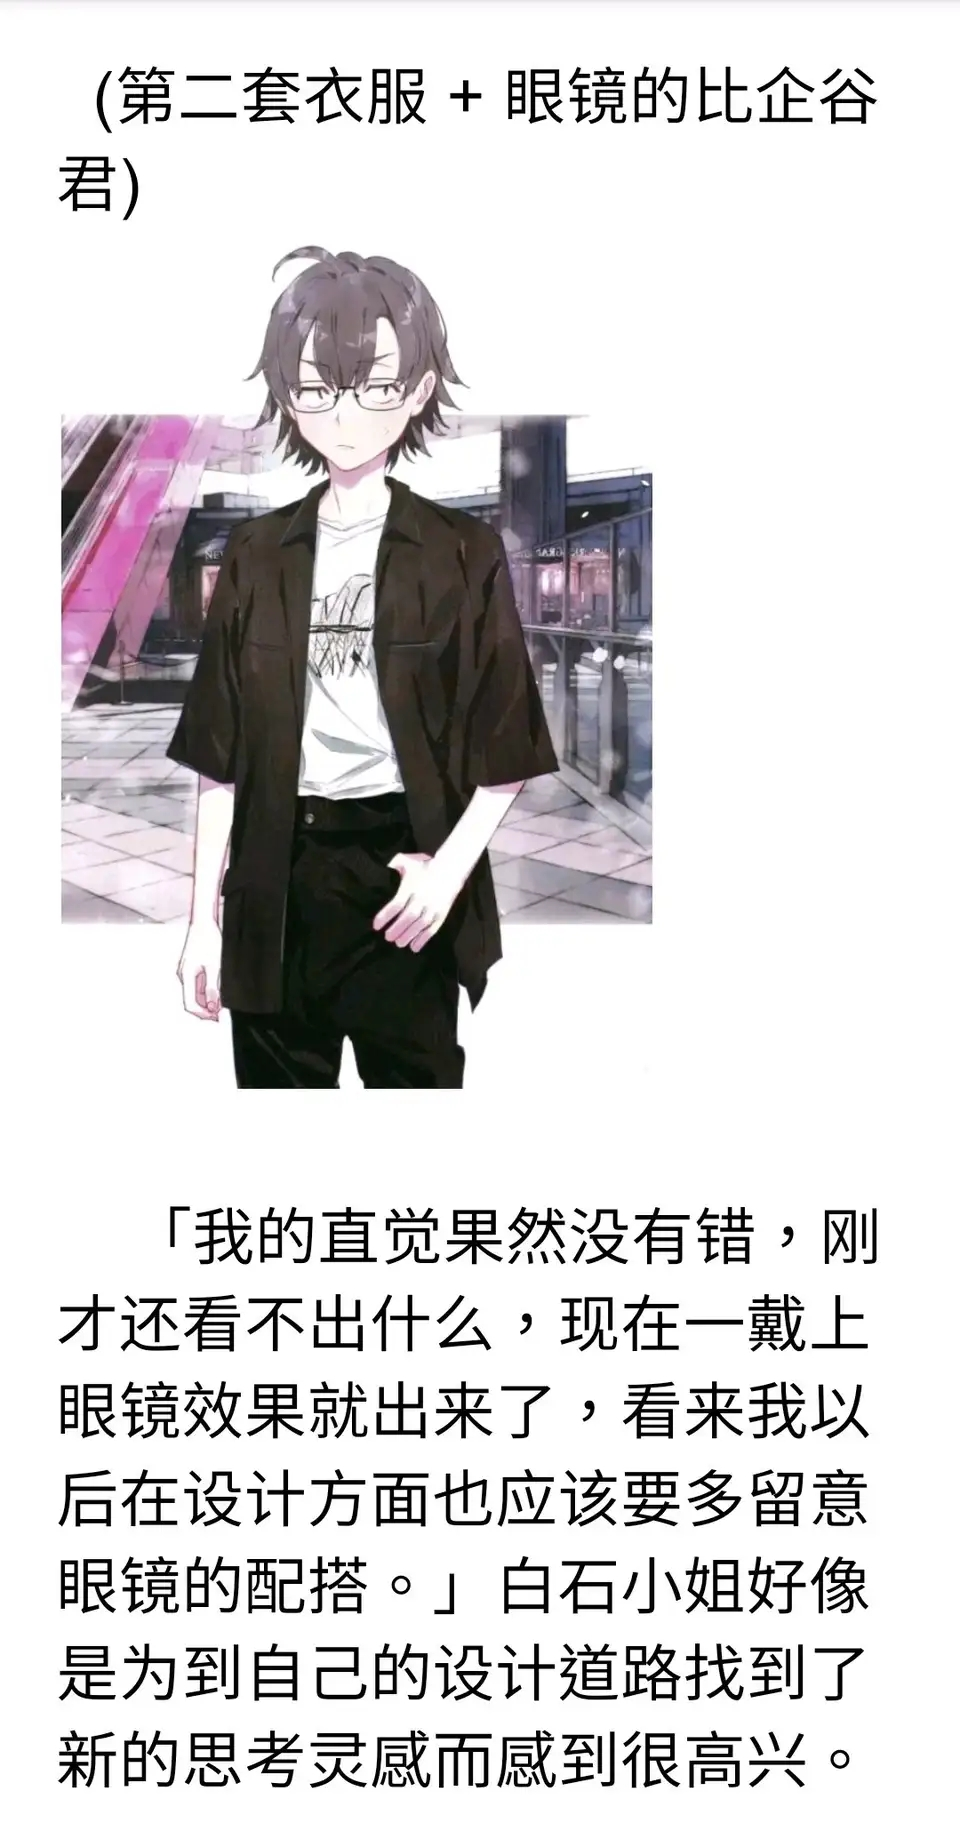 (第二套衣服 + 眼镜的比企谷
君)
「我的直觉果然没有错，刚
才还看不出什么，现在一戴上
眼镜效果就出来了，看来我以
后在设计方面也应该要多留意
眼镜的配搭。」白石小姐好像
是为到自己的设计道路找到了
新的思考灵感而感到很高兴。